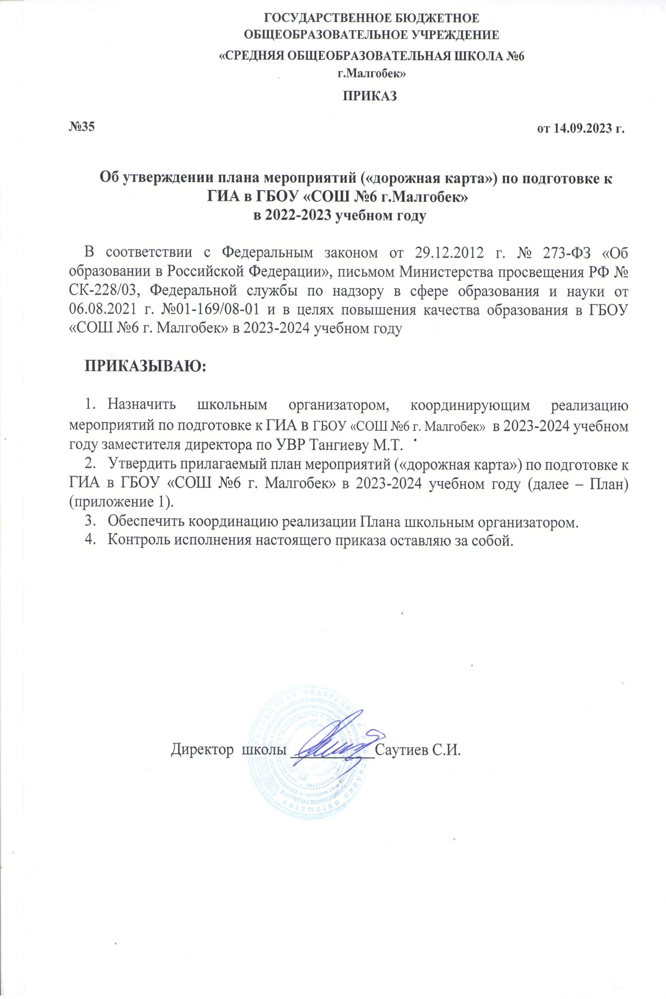 ГОСУДАРСТВЕННОЕ БЮДЖЕТНОЕ
ОБЩЕОБРАЗОВАТЕЛЬНОЕ УЧРЕЖДЕНИЕ
«СРЕДНЯЯ ОБЩЕОБРАЗОВАТЕЛЬНАЯ ШКОЛА №6
г.Малгобек»
ПРИКАЗ
№35 от 14.09.2023 г.
Об утверждении плана мероприятий («дорожная карта») по подготовке к
ГИА в ГБОУ «СОШ №6 г.Малгобек»
в 2022-2023 учебном году
В соответствии с Федеральным законом от 29.12.2012 г. № 273-ФЗ «Об
образовании в Российской Федерации», письмом Министерства просвещения РФ №
СК-228/03, Федеральной службы по надзору в сфере образования и науки от
06.08.2021 г. №01-169/08-01 и в целях повышения качества образования в ГБОУ
«СОШ №6 г. Малгобек» в 2023-2024 учебном году
ПРИКАЗЫВАЮ:
1. Назначить школьным организатором, координирующим реализацию
мероприятий по подготовке к ГИА в ГБОУ «СОШ №6 г. Малгобек» в 2023-2024 учебном
году заместителя директора по УВР Тангиеву М.Т.
2. Утвердить прилагаемый план мероприятий («дорожная карта») по подготовке к
ГИА в ГБОУ «СОШ №6 г. Малгобек» в 2023-2024 учебном году (далее – План)
(приложение 1).
3. Обеспечить координацию реализации Плана школьным организатором.
4. Контроль исполнения настоящего приказа оставляю за собой.
Директор школы ___________Саутиев С.И.
РОССИЙСКАЯ ФЕДЕРАЦИЯ * РЕСПУБЛИКА ИНГУШЕТИЯ